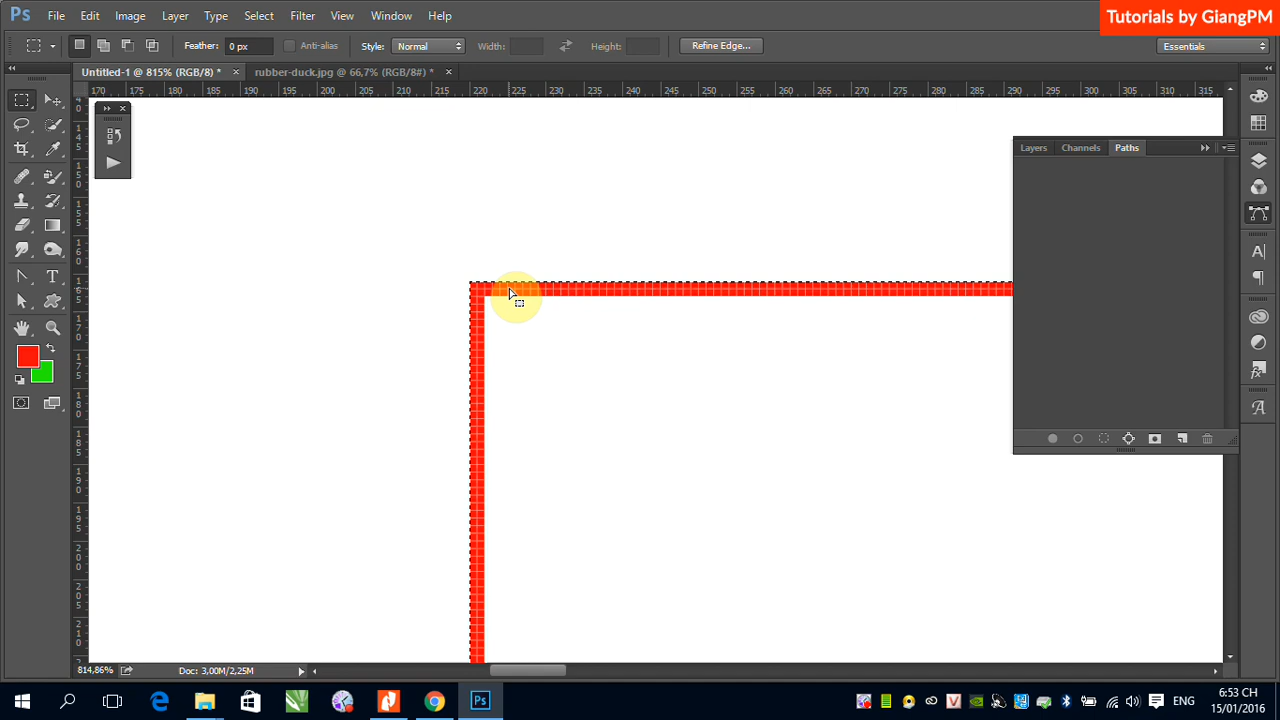 Ps File Edit Image Layer Type Select Filter View Window Help
Tutorials by GiangPM
Feather: 0 px Anti-alias Style: Normal Width: Height: Refine Edge... Essentials
Untitled-1 @ 815% (RGB/8) * × rubber-duck.jpg @ 66,7% (RGB/8#) * ×
170 175 180 185 190 195 200 205 210 215 220 225 230 235 240 245 250 255 260 265 270 275 280 285 290 295 300 305 310 315
Layers Channels Paths
814,86% Doc: 3,00M/2,25M
ENG
6:53 CH
15/01/2016